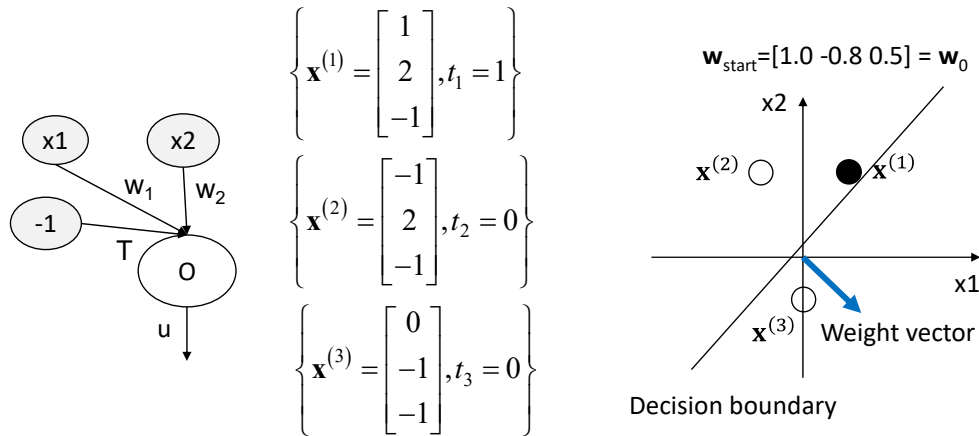 x1
x2
-1
w₁
w₂
T
O
u
{ x⁽¹⁾ = [ 1 2 -1 ] , t₁ = 1 }
{ x⁽²⁾ = [ -1 2 -1 ] , t₂ = 0 }
{ x⁽³⁾ = [ 0 -1 -1 ] , t₃ = 0 }
w_start=[1.0 -0.8 0.5] = w₀
x2
x⁽²⁾
x⁽¹⁾
x1
x⁽³⁾
Weight vector
Decision boundary